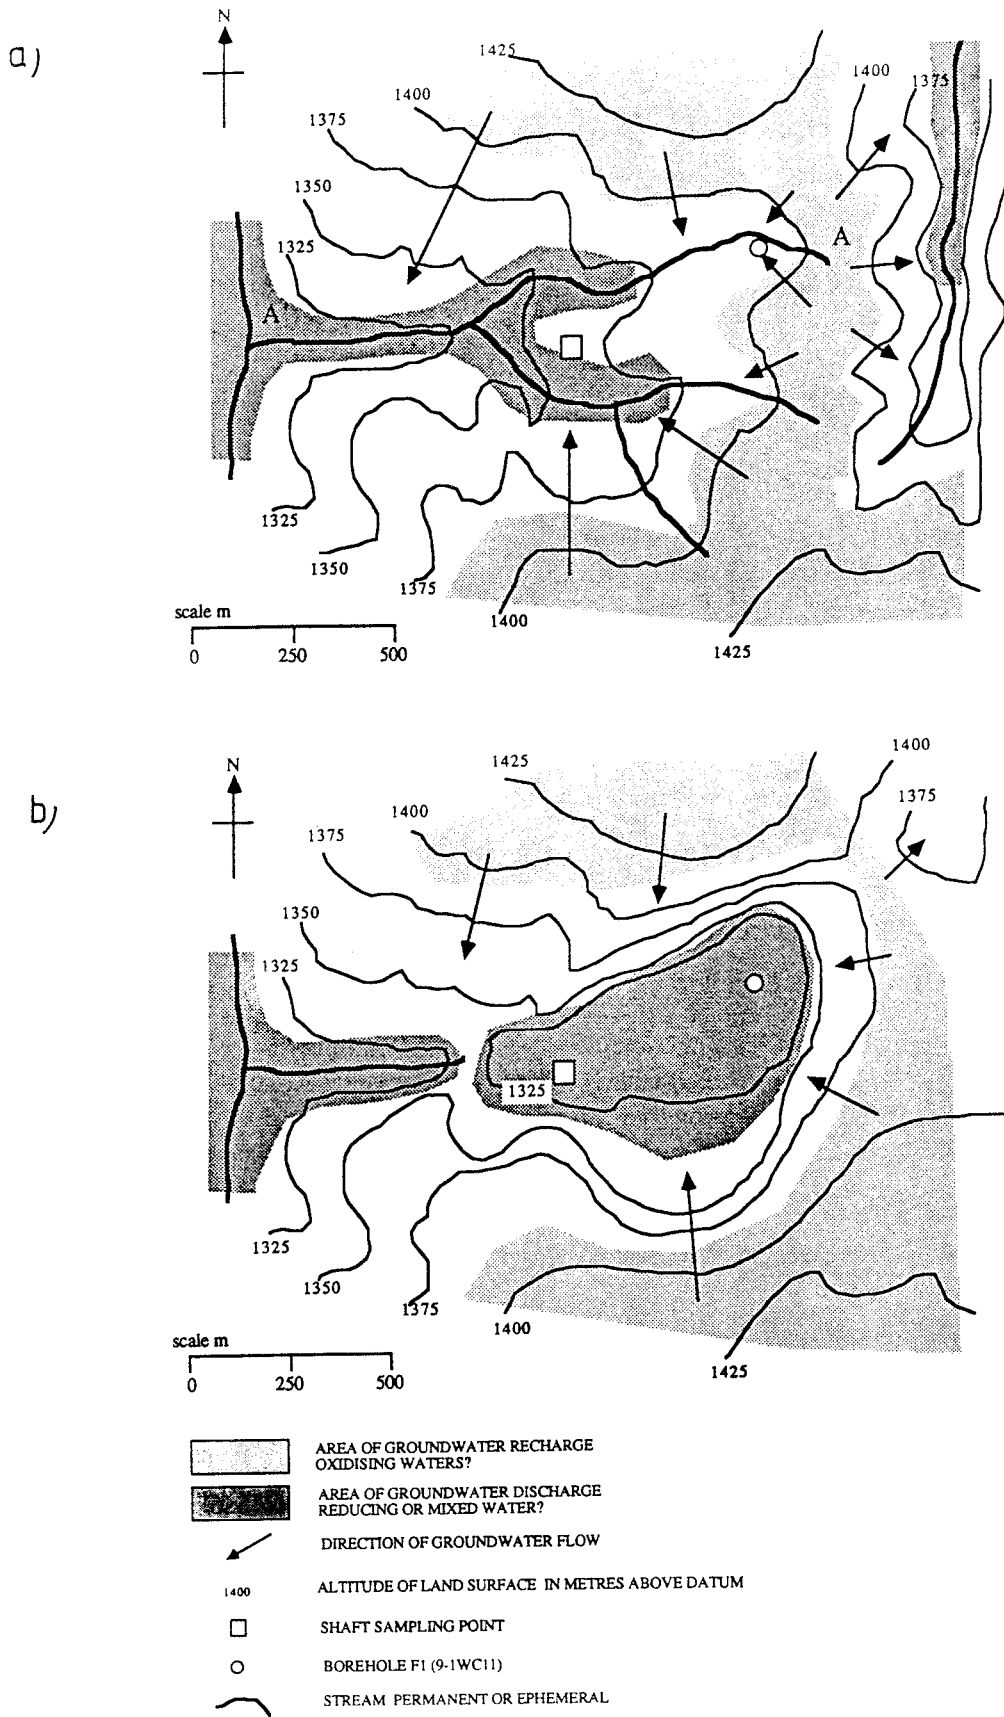 a)
N
1425
1400
1375
1400
1375
1350
1325
A
A
1325
1350
1375
1400
1425
scale m
0 250 500
b)
N
1425
1400
1375
1400
1375
1350
1325
1325
1325
1350
1375
1400
1425
scale m
0 250 500
AREA OF GROUNDWATER RECHARGE
OXIDISING WATERS?
AREA OF GROUNDWATER DISCHARGE
REDUCING OR MIXED WATER?
DIRECTION OF GROUNDWATER FLOW
1400 ALTITUDE OF LAND SURFACE IN METRES ABOVE DATUM
SHAFT SAMPLING POINT
BOREHOLE F1 (9-1WC11)
STREAM PERMANENT OR EPHEMERAL